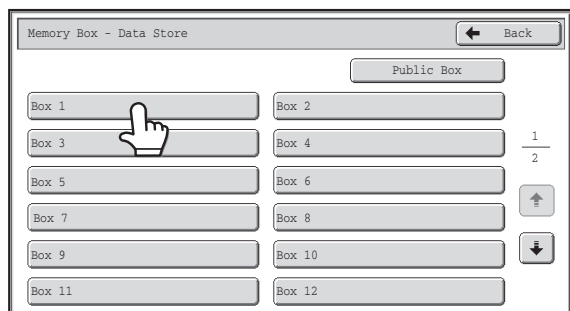 Memory Box - Data Store
Back
Public Box
Box 1
Box 2
Box 3
Box 4
1
2
Box 5
Box 6
Box 7
Box 8
Box 9
Box 10
Box 11
Box 12